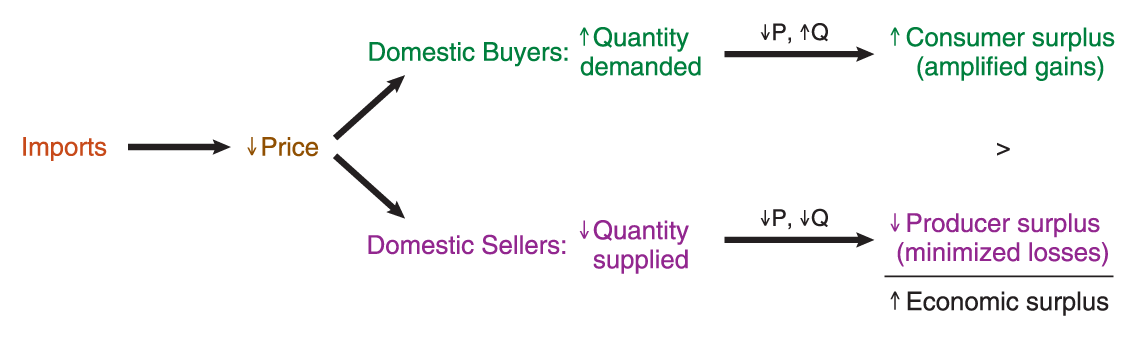 Domestic Buyers: ↑Quantity demanded
↓P, ↑Q
↑ Consumer surplus
(amplified gains)
Imports
↓Price
>
Domestic Sellers: ↓Quantity supplied
↓P, ↓Q
↓ Producer surplus
(minimized losses)
↑ Economic surplus